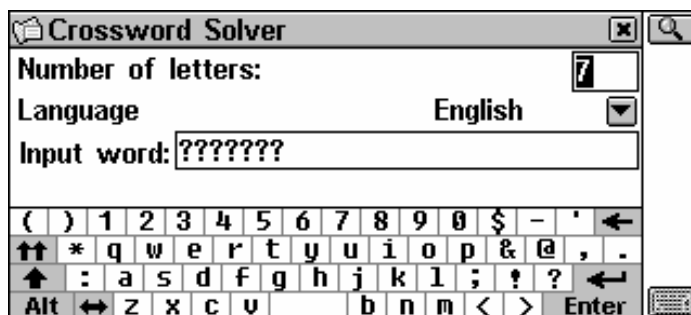 Crossword Solver
Number of letters: 7
Language English
Input word: ???????
( ) 1 2 3 4 5 6 7 8 9 0 $ - '
* q w e r t y u i o p & @ , .
: a s d f g h j k l ; ! ?
Alt z x c v b n m < > Enter